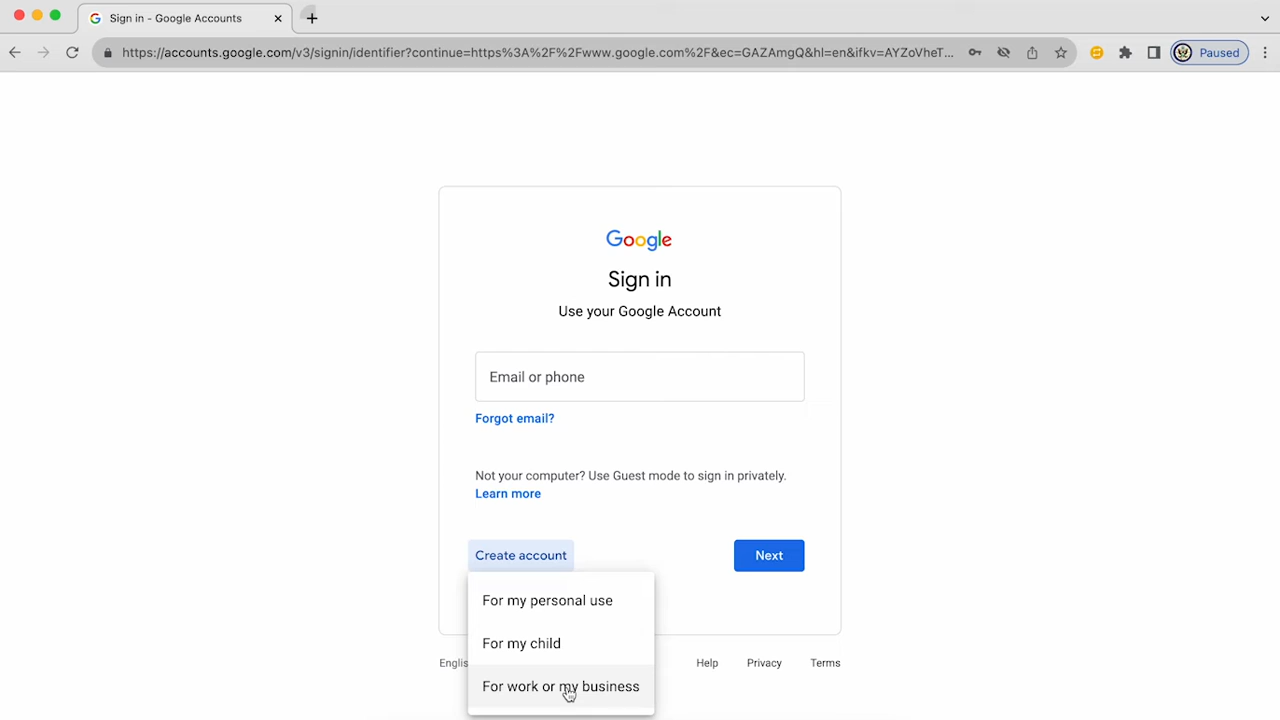 Sign in - Google Accounts
https://accounts.google.com/v3/signin/identifier?continue=https%3A%2F%2Fwww.google.com%2F&ec=GAZAmgQ&hl=en&ifkv=AYZoVheT...
Paused
Google
Sign in
Use your Google Account
Email or phone
Forgot email?
Not your computer? Use Guest mode to sign in privately.
Learn more
Create account
Next
For my personal use
For my child
For work or my business
Englis
Help
Privacy
Terms